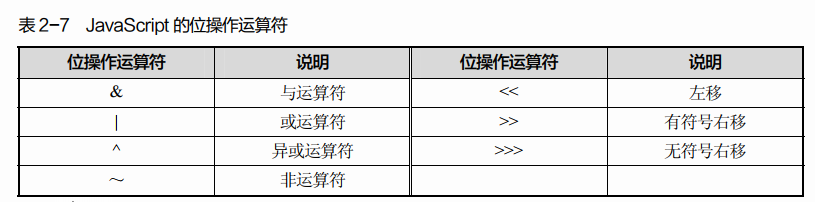 表 2-7 JavaScript 的位操作运算符
位操作运算符 说明 位操作运算符 说明
& 与运算符 << 左移
| 或运算符 >> 有符号右移
^ 异或运算符 >>> 无符号右移
～ 非运算符